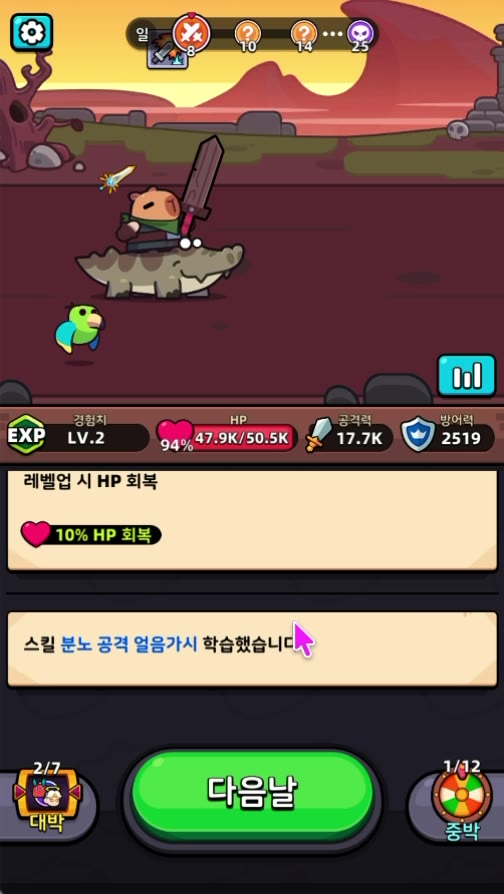 일
8
10
14
25
EXP
경험치
LV.2
94%
HP
47.9K/50.5K
공격력
17.7K
방어력
2519
레벨업 시 HP 회복
10% HP 회복
스킬 분노 공격 얼음가시 학습했습니다
2/7
대박
다음날
1/12
중박